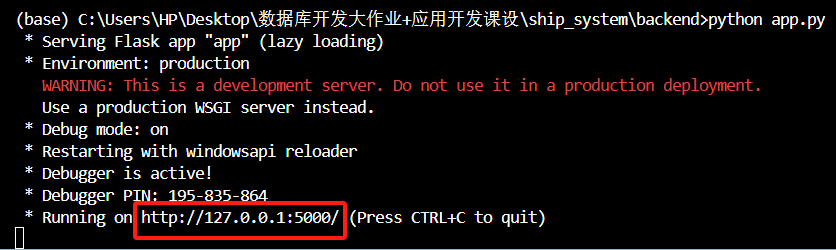 (base) C:\Users\HP\Desktop\数据库开发大作业+应用开发课设\ship_system\backend>python app.py
* Serving Flask app "app" (lazy loading)
* Environment: production
WARNING: This is a development server. Do not use it in a production deployment.
Use a production WSGI server instead.
* Debug mode: on
* Restarting with windowsapi reloader
* Debugger is active!
* Debugger PIN: 195-835-864
* Running on http://127.0.0.1:5000/ (Press CTRL+C to quit)